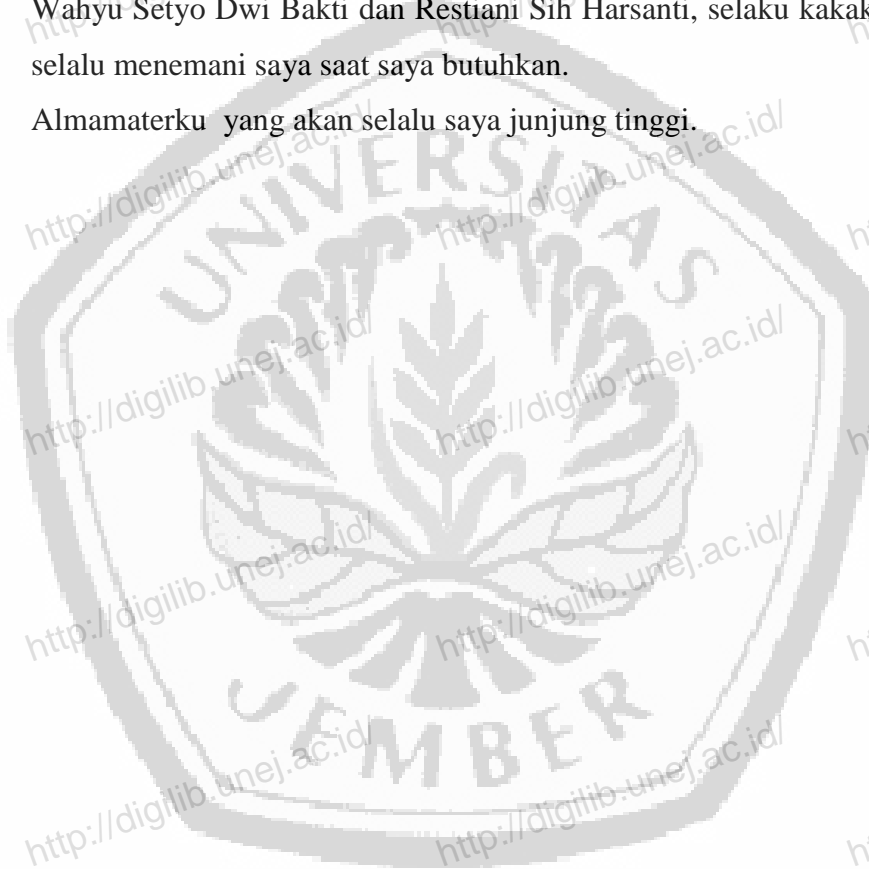 Wahyu Setyo Dwi Bakti dan Restiani Sih Harsanti, selaku kakak
selalu menemani saya saat saya butuhkan.
Almamaterku yang akan selalu saya junjung tinggi.
UNIVERSITAS
http://digilib.unej.ac.id/ http://digilib.unej.ac.id/
http://digilib.unej.ac.id/ http://digilib.unej.ac.id/
http://digilib.unej.ac.id/ http://digilib.unej.ac.id/
JEMBER
http://digilib.unej.ac.id/ http://digilib.unej.ac.id/